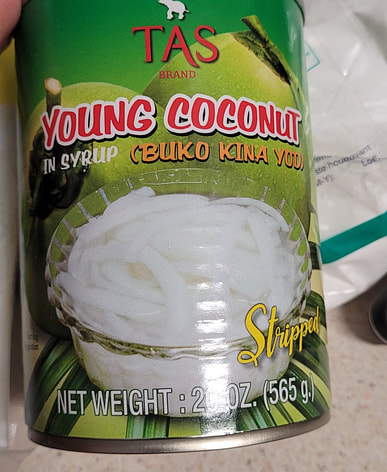 TAS
BRAND
YOUNG COCONUT
IN SYRUP (BUKO KINA YOD)
Stripped
NET WEIGHT : 20 OZ. (565 g.)